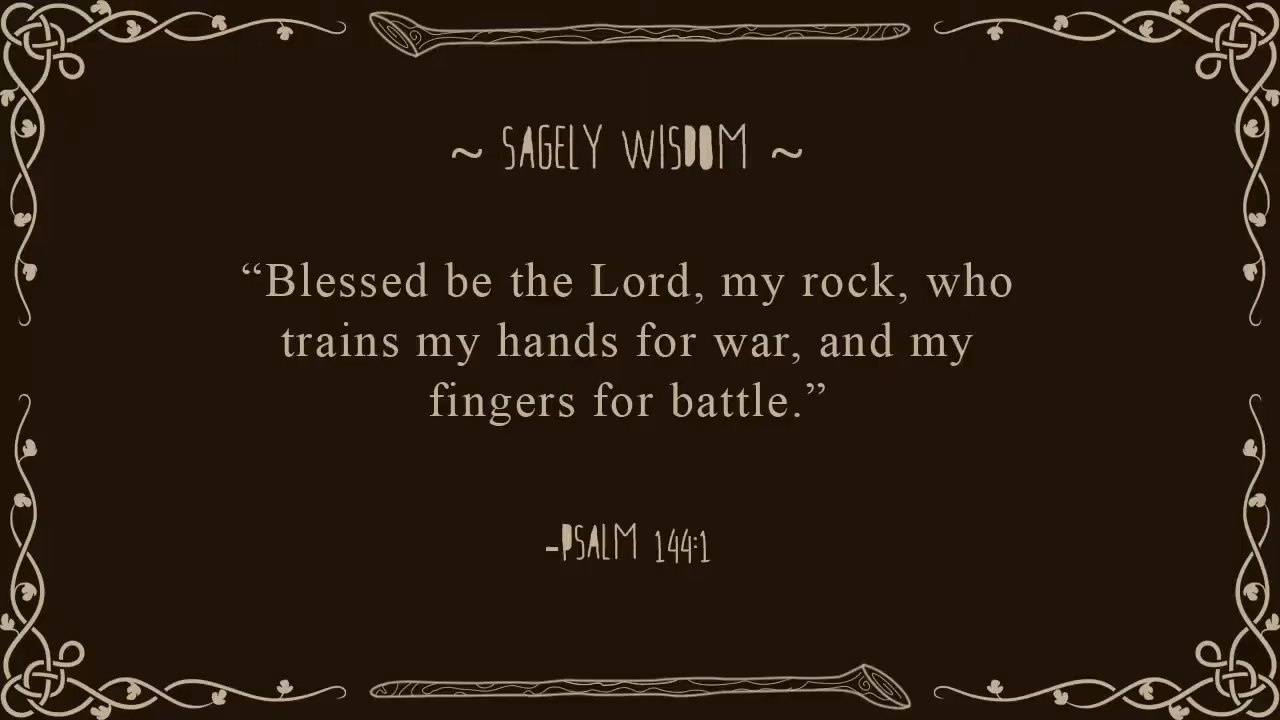 ~ SAGELY WISDOM ~
“Blessed be the Lord, my rock, who
trains my hands for war, and my
fingers for battle.”
-PSALM 144:1